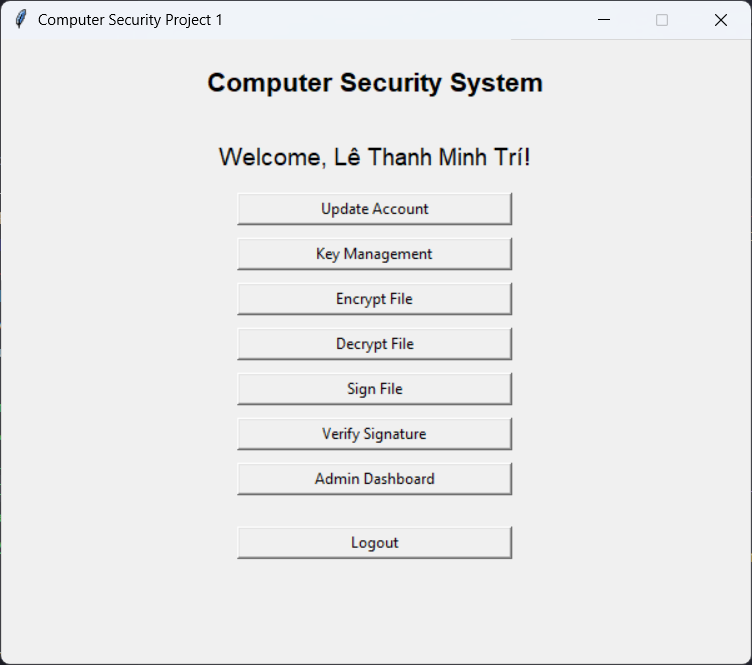 Computer Security Project 1
Computer Security System
Welcome, Lê Thanh Minh Trí!
Update Account
Key Management
Encrypt File
Decrypt File
Sign File
Verify Signature
Admin Dashboard
Logout